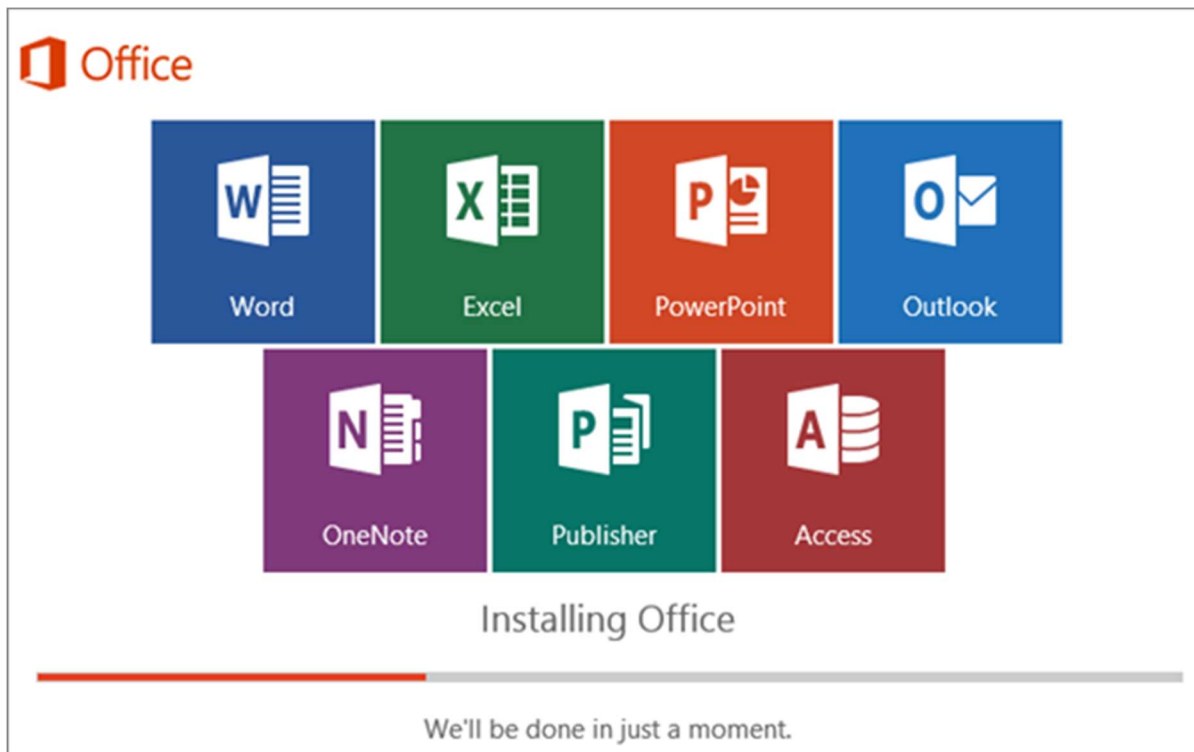 Office
Word Excel PowerPoint Outlook
OneNote Publisher Access
Installing Office
We'll be done in just a moment.